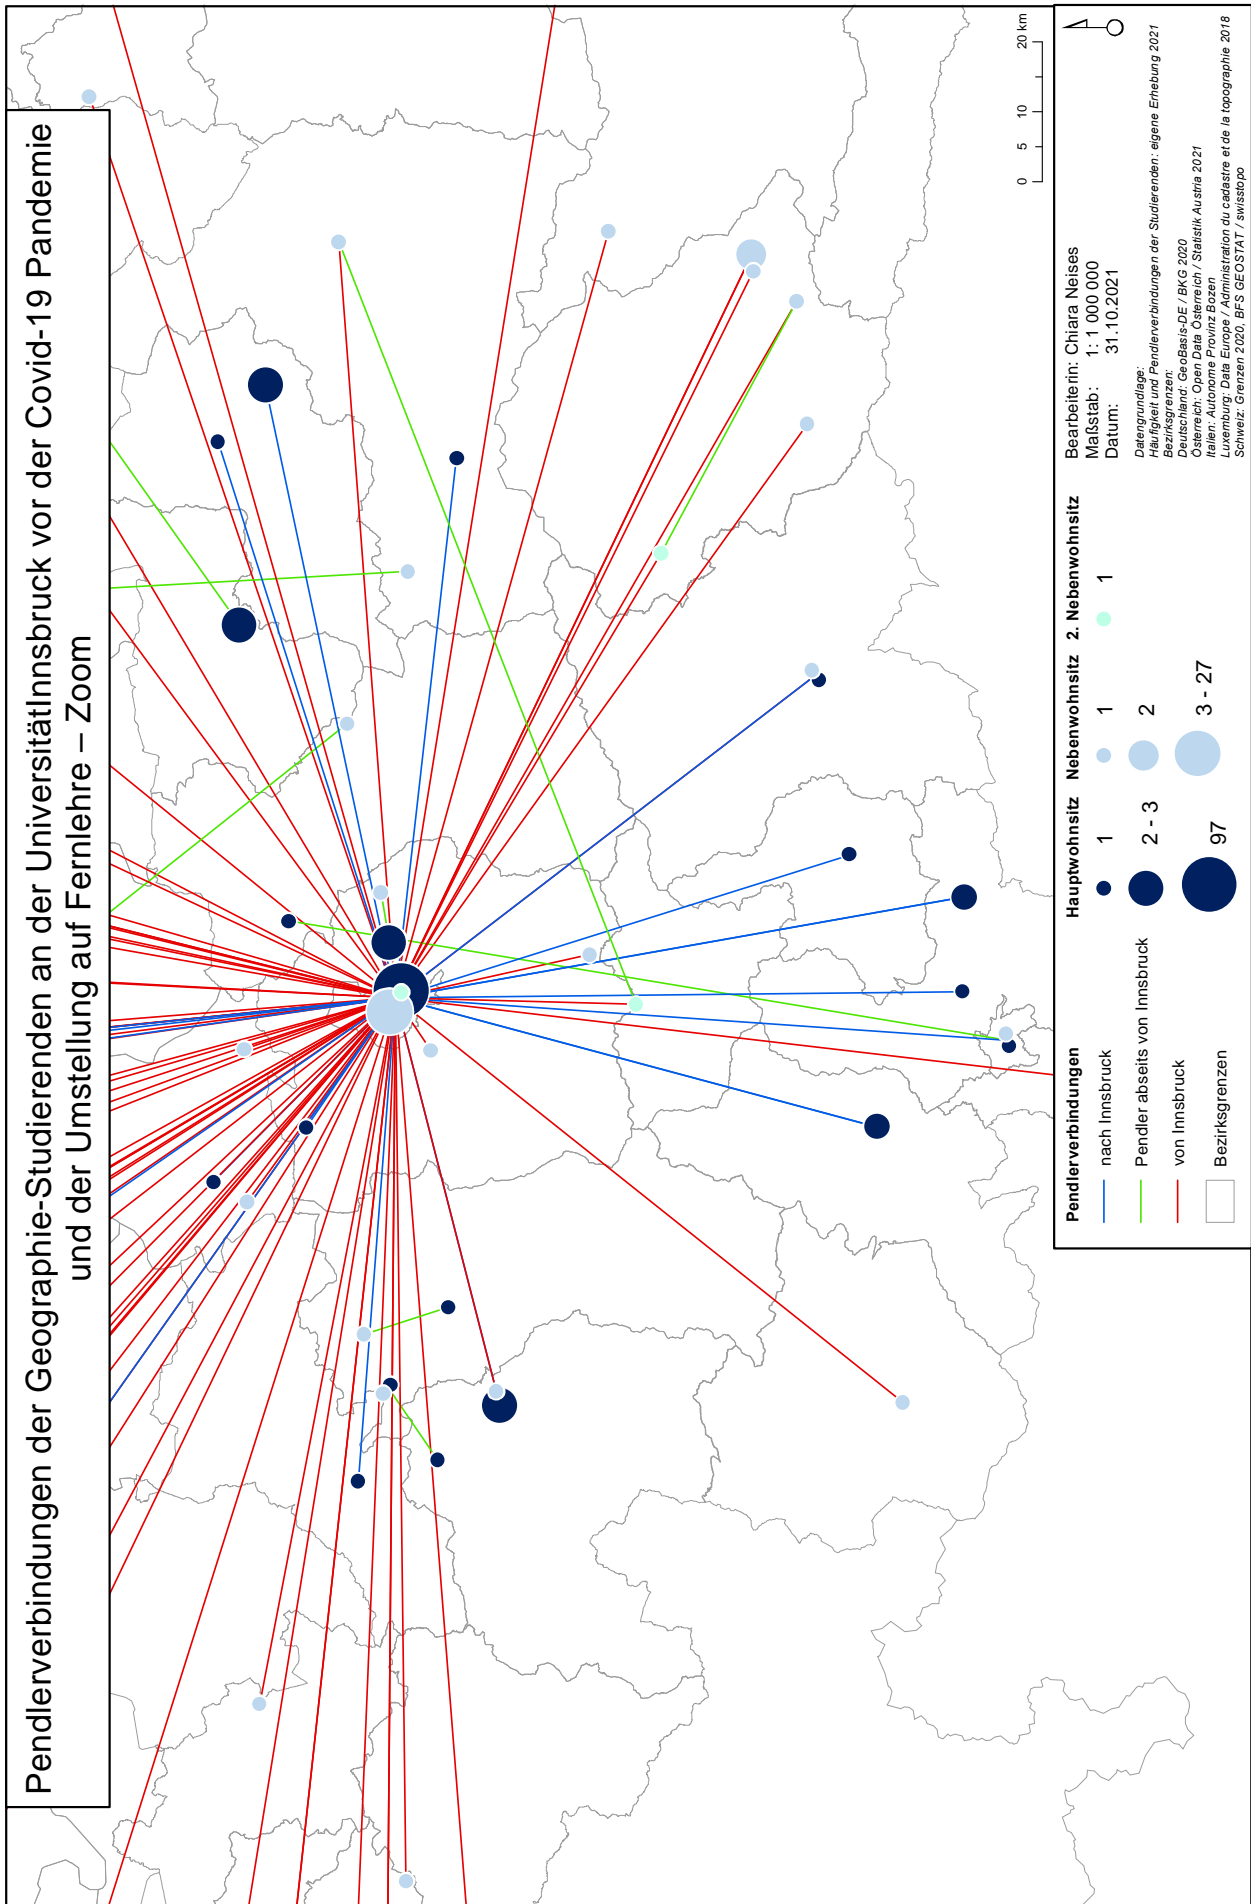 Pendlerverbindungen der Geographie-Studierenden an der UniversitätInnsbruck vor der Covid-19 Pandemie
und der Umstellung auf Fernlehre – Zoom
Pendlerverbindungen
nach Innsbruck
Pendler abseits von Innsbruck
von Innsbruck
Bezirksgrenzen
Hauptwohnsitz
1
2 - 3
97
Nebenwohnsitz
1
2
3 - 27
2. Nebenwohnsitz
1
Bearbeiterin: Chiara Neises
Maßstab: 1: 1 000 000
Datum: 31.10.2021
Datengrundlage:
Häufigkeit und Pendlerverbindungen der Studierenden: eigene Erhebung 2021
Bezirksgrenzen:
Deutschland: GeoBasis-DE / BKG 2020
Österreich: Open Data Österreich / Statistik Austria 2021
Italien: Autonome Provinz Bozen
Luxemburg: Data Europe / Administration du cadastre et de la topographie 2018
Schweiz: Grenzen 2020, BFS GEOSTAT / swisstopo
0 5 10 20 km